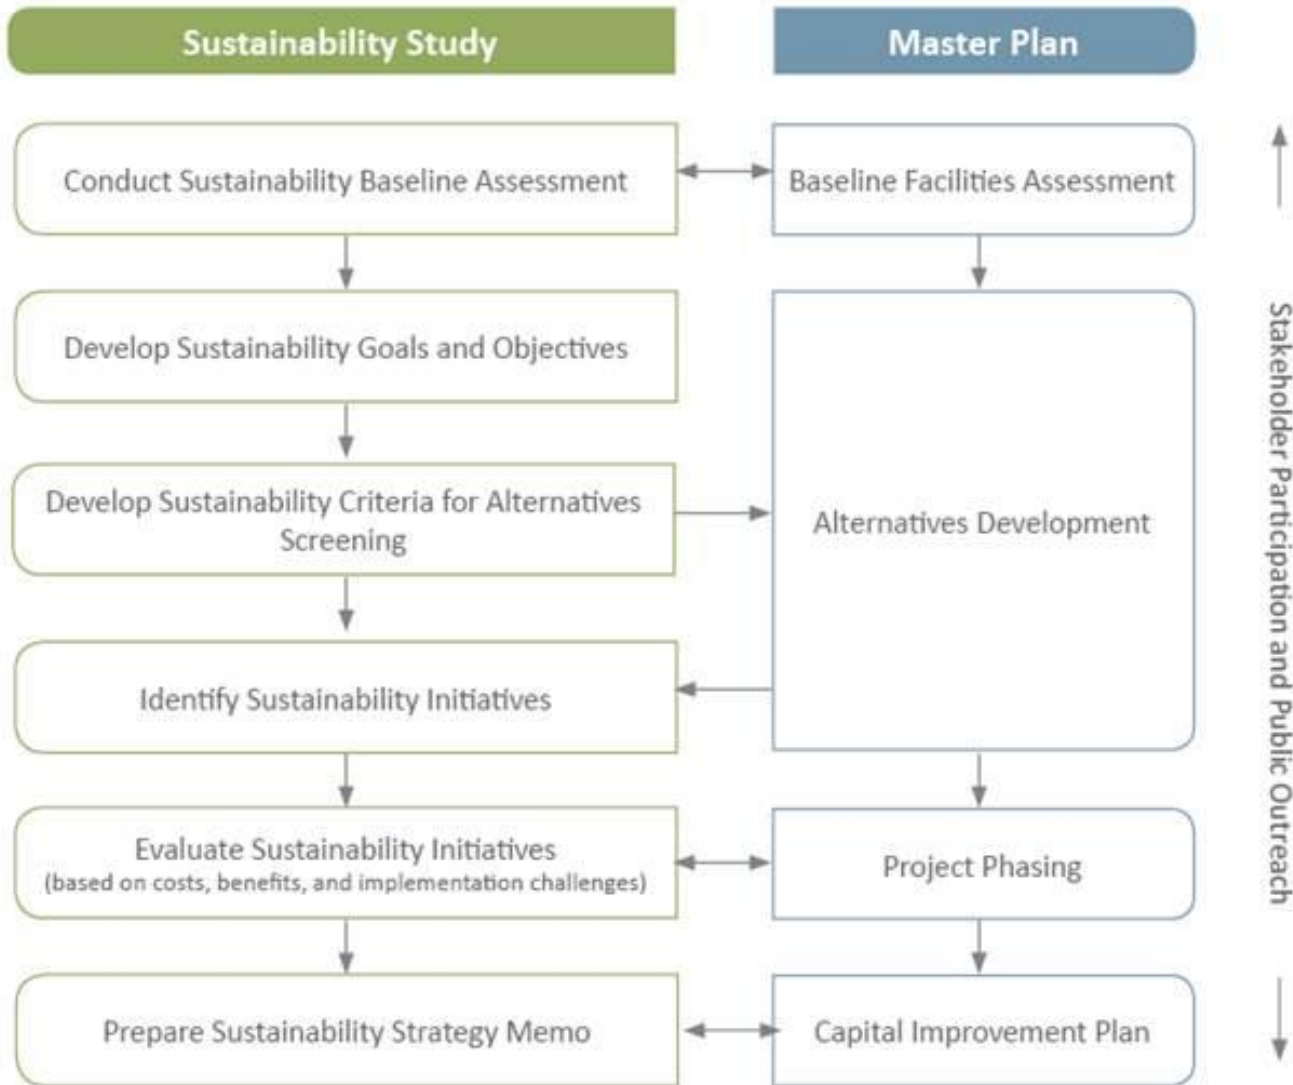 Sustainability Study
Master Plan
Conduct Sustainability Baseline Assessment
Baseline Facilities Assessment
Develop Sustainability Goals and Objectives
Develop Sustainability Criteria for Alternatives
Screening
Alternatives Development
Identify Sustainability Initiatives
Evaluate Sustainability Initiatives
(based on costs, benefits, and implementation challenges)
Project Phasing
Prepare Sustainability Strategy Memo
Capital Improvement Plan
Stakeholder Participation and Public Outreach